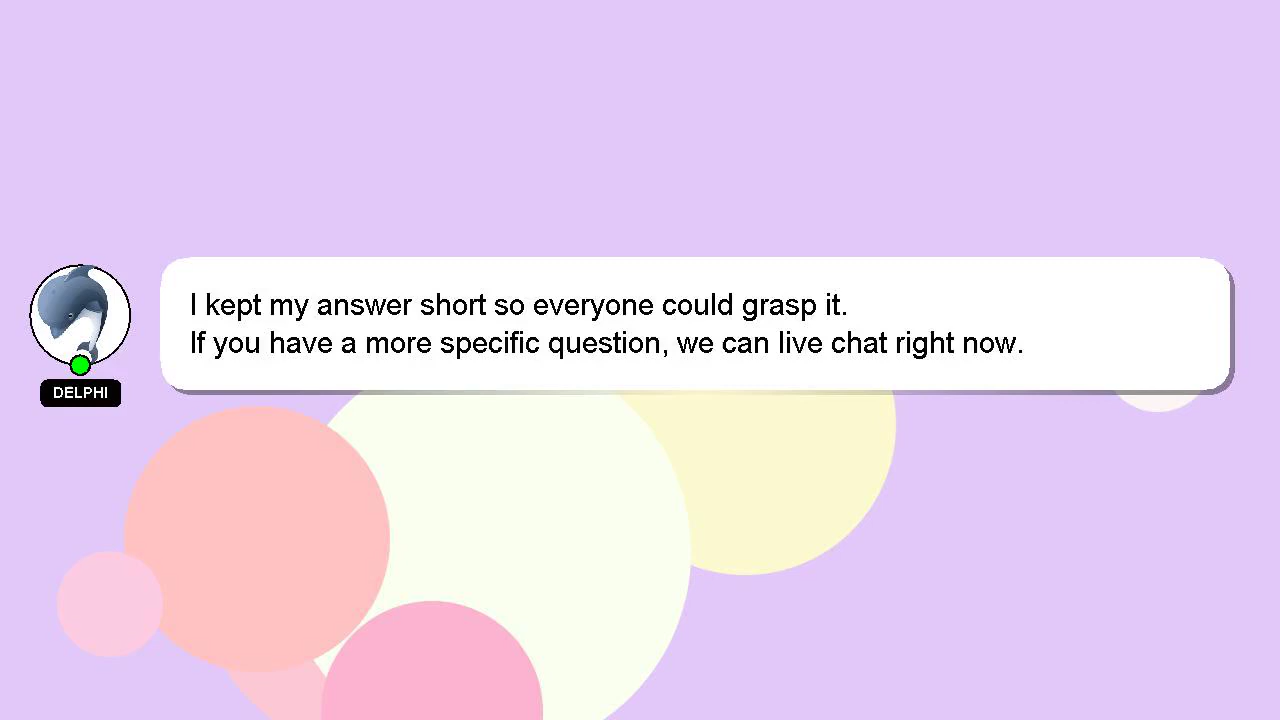 I kept my answer short so everyone could grasp it.
If you have a more specific question, we can live chat right now.
DELPHI